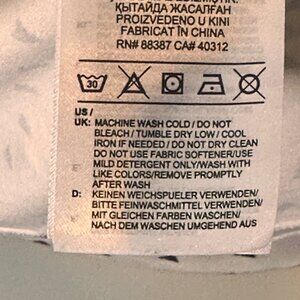 ҚЫТАЙДА ЖАСАЛҒАН
PROIZVEDENO U KINI
FABRICAT ÎN CHINA
RN# 88387 CA# 40312
30
US /
UK: MACHINE WASH COLD / DO NOT
BLEACH / TUMBLE DRY LOW / COOL
IRON IF NEEDED / DO NOT DRY CLEAN
DO NOT USE FABRIC SOFTENER/USE
MILD DETERGENT ONLY/WASH WITH
LIKE COLORS/REMOVE PROMPTLY
AFTER WASH
D: KEINEN WEICHSPUELER VERWENDEN/
BITTE FEINWASCHMITTEL VERWENDEN/
MIT GLEICHEN FARBEN WASCHEN/
NACH DEM WASCHEN UMGEHEND AUS